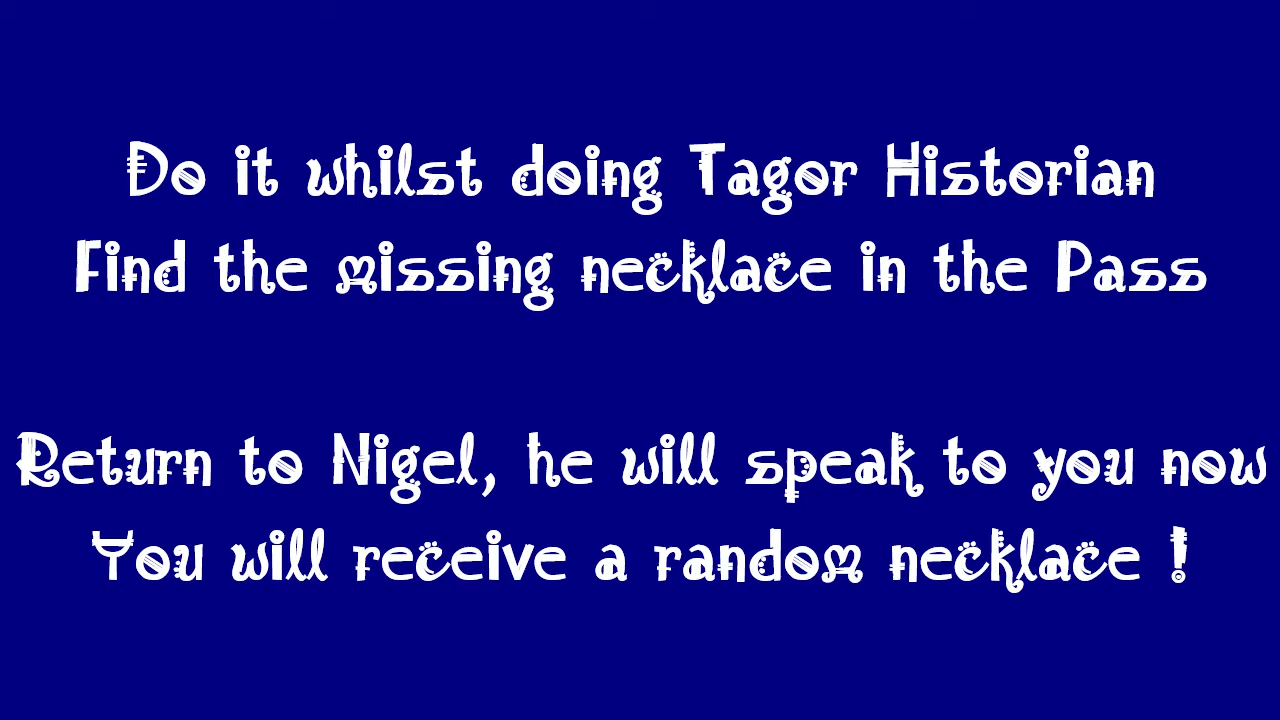 Do it whilst doing Tagor Historian
Find the missing necklace in the Pass
Return to Nigel, he will speak to you now
You will receive a random necklace !